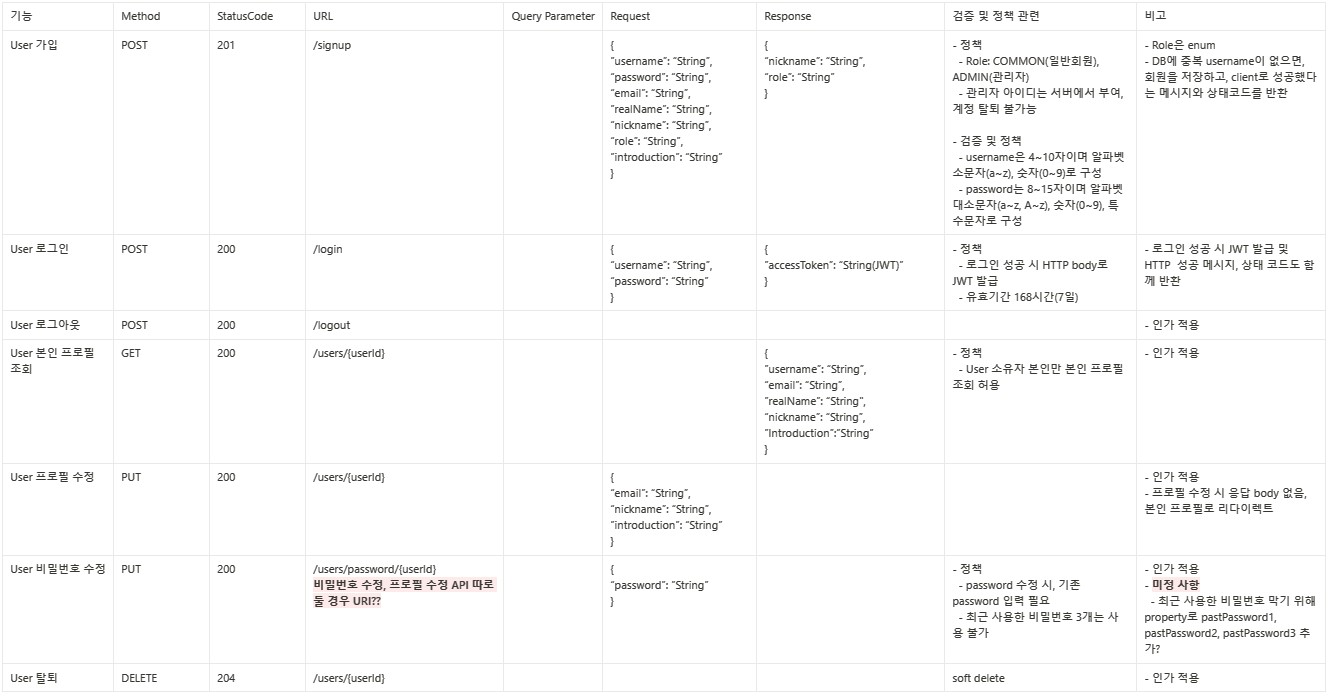 기능 Method StatusCode URL Query Parameter Request Response 검증 및 정책 관련 비고
User 가입
POST
201
/signup
{
"username": "String",
"password": "String",
"email": "String",
"realName": "String",
"nickname": "String",
"role": "String",
"introduction": "String"
}
{
"nickname": "String",
"role": "String"
}
- 정책
- Role: COMMON(일반회원),
ADMIN(관리자)
- 관리자 아이디는 서버에서 부여,
계정 탈퇴 불가능
- 검증 및 정책
- username은 4~10자이며 알파벳
소문자(a~z), 숫자(0~9)로 구성
- password는 8~15자이며 알파벳
대소문자(a~z, A~z), 숫자(0~9), 특
수문자로 구성
- Role은 enum
- DB에 중복 username이 없으면,
회원을 저장하고, client로 성공했다
는 메시지와 상태코드를 반환
User 로그인
POST
200
/login
{
"username": "String",
"password": "String"
}
{
"accessToken": "String(JWT)"
}
- 정책
- 로그인 성공 시 HTTP body로
JWT 발급
- 유효기간 168시간(7일)
- 로그인 성공 시 JWT 발급 및
HTTP 성공 메시지, 상태 코드도 함
께 반환
User 로그아웃
POST
200
/logout
- 인가 적용
User 본인 프로필
조회
GET
200
/users/{userId}
{
"username": "String",
"email": "String",
"realName": "String",
"nickname": "String",
"Introduction":"String"
}
- 정책
- User 소유자 본인만 본인 프로필
조회 허용
- 인가 적용
User 프로필 수정
PUT
200
/users/{userId}
{
"email": "String",
"nickname": "String",
"introduction": "String"
}
- 인가 적용
- 프로필 수정 시 응답 body 없음,
본인 프로필로 리다이렉트
User 비밀번호 수정
PUT
200
/users/password/{userId}
비밀번호 수정, 프로필 수정 API 따로
둘 경우 URI??
{
"password": "String"
}
- 정책
- password 수정 시, 기존
password 입력 필요
- 최근 사용한 비밀번호 3개는 사
용 불가
- 인가 적용
- 미정 사항
- 최근 사용한 비밀번호 막기 위해
property로 pastPassword1,
pastPassword2, pastPassword3 추
가?
User 탈퇴
DELETE
204
/users/{userId}
soft delete
- 인가 적용